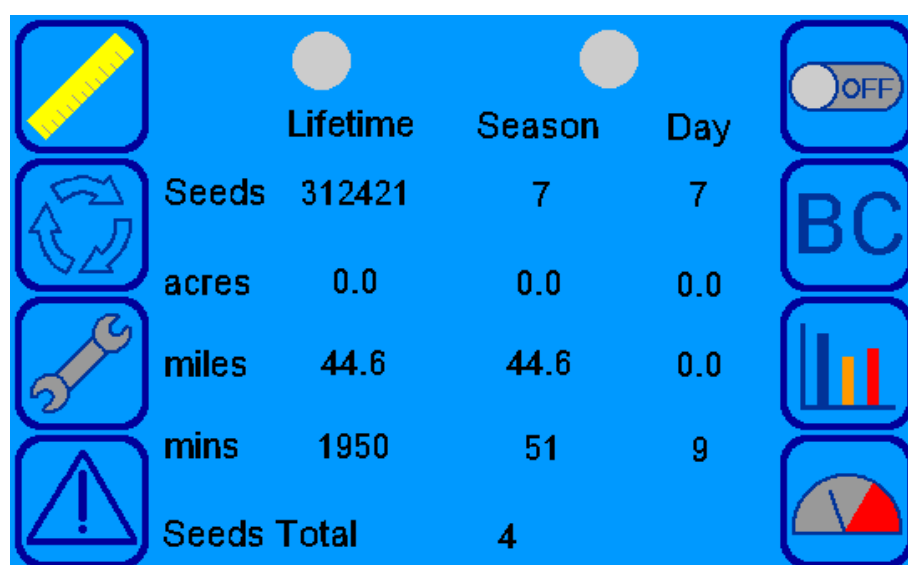 OFF
Lifetime Season Day
Seeds 312421 7 7
BC
acres 0.0 0.0 0.0
miles 44.6 44.6 0.0
mins 1950 51 9
Seeds Total 4